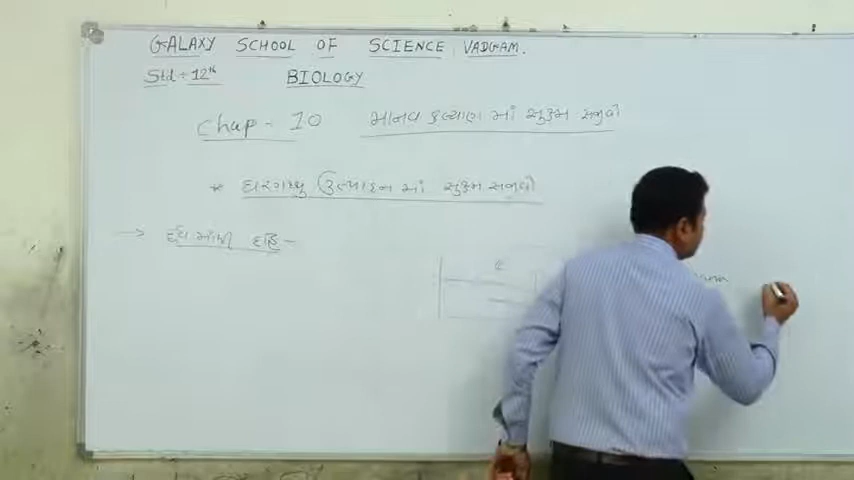 GALAXY SCHOOL OF SCIENCE VADGAM.
Std ÷ 12th BIOLOGY
Chap - 10 માનવ કલ્યાણ માં સુક્ષ્મ સજીવો
* ઘરગથ્થુ ઉત્પાદન માં સુક્ષ્મ સજીવો
→ દૂધ માંથી દહિં -